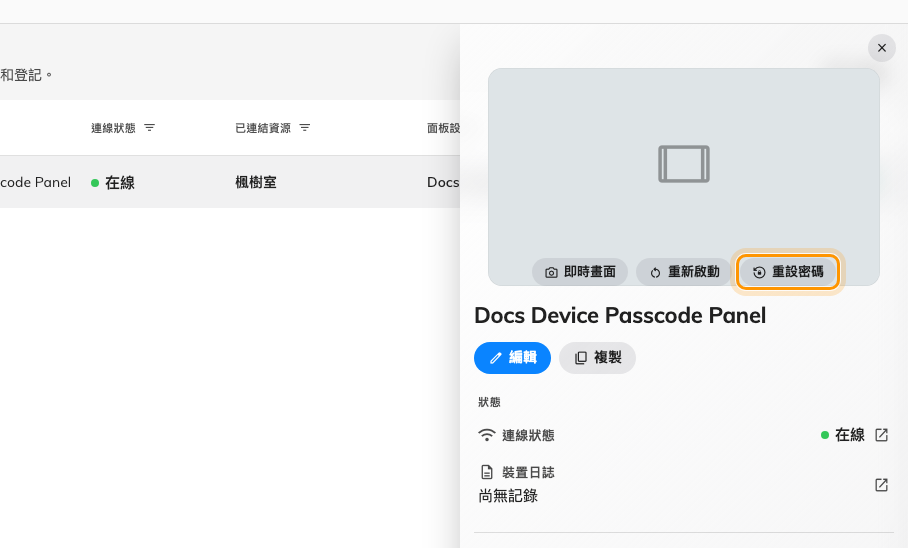 和登記。
連線狀態
已連結資源
面板設
code Panel
在線
楓樹室
Docs
即時畫面
重新啟動
重設密碼
Docs Device Passcode Panel
編輯
複製
狀態
連線狀態
在線
裝置日誌
尚無記錄